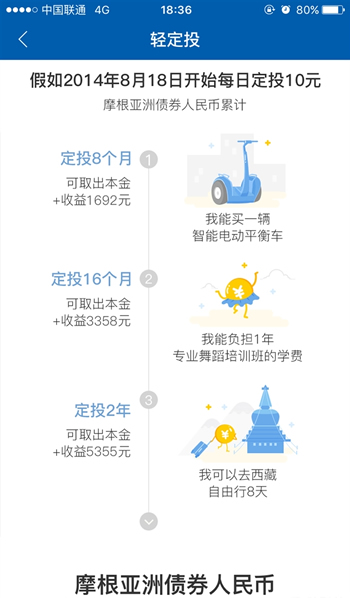 中国联通 4G 18:36 80%
轻定投
假如2014年8月18日开始每日定投10元
摩根亚洲债券人民币累计
定投8个月
1
可取出本金
+收益1692元
我能买一辆
智能电动平衡车
定投16个月
2
可取出本金
+收益3358元
我能负担1年
专业舞蹈培训班的学费
定投2年
3
可取出本金
+收益5355元
我可以去西藏
自由行8天
摩根亚洲债券人民币